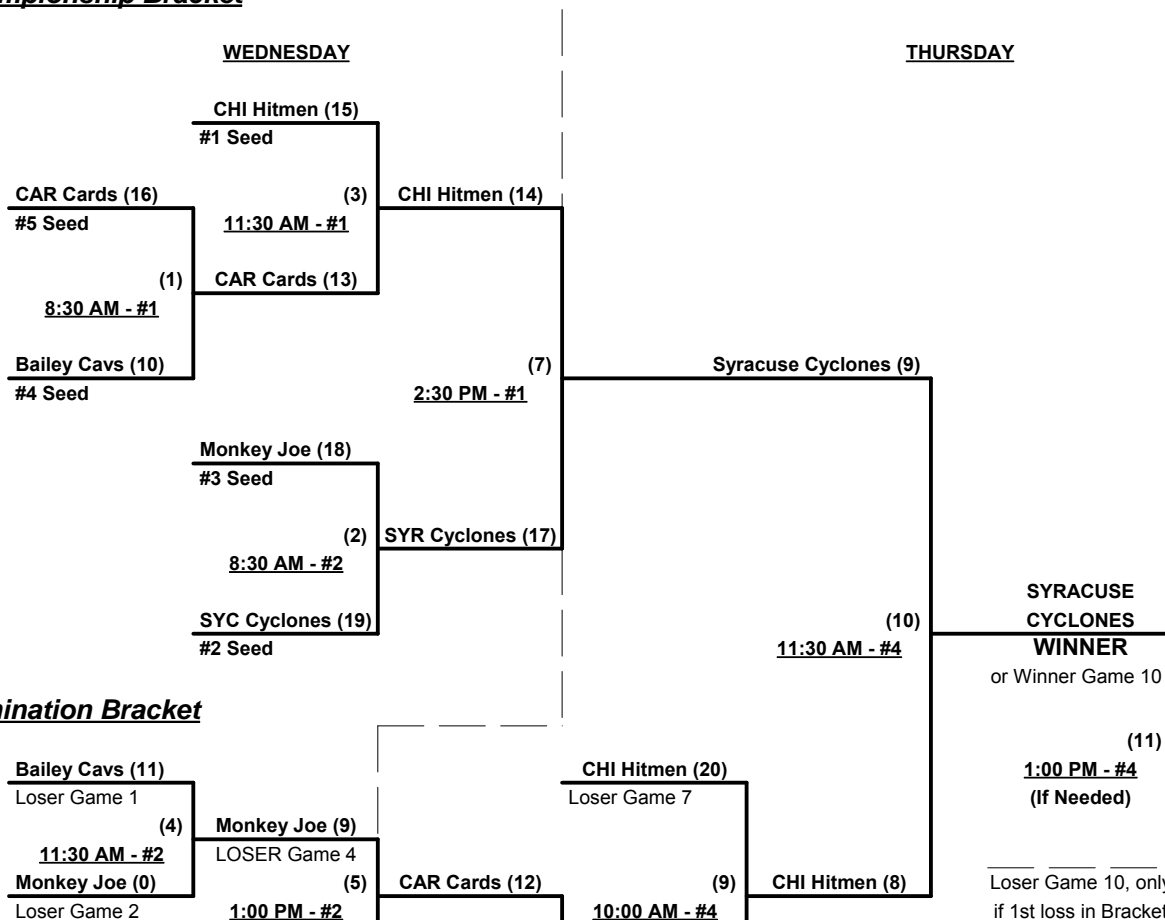 WEDNESDAY
THURSDAY
CHI Hitmen (15)
#1 Seed
CAR Cards (16)
(3)
CHI Hitmen (14)
#5 Seed
11:30 AM - #1
(1)
CAR Cards (13)
8:30 AM - #1
Bailey Cavs (10)
(7)
Syracuse Cyclones (9)
#4 Seed
2:30 PM - #1
Monkey Joe (18)
#3 Seed
(2)
SYR Cyclones (17)
8:30 AM - #2
SYRACUSE
SYC Cyclones (19)
(10)
CYCLONES
#2 Seed
11:30 AM - #4
WINNER
or Winner Game 10
Bracket
(11)
Bailey Cavs (11)
CHI Hitmen (20)
1:00 PM - #4
Loser Game 1
Loser Game 7
(If Needed)
(4)
Monkey Joe (9)
11:30 AM - #2
LOSER Game 4
Monkey Joe (0)
(5)
CAR Cards (12)
(9)
CHI Hitmen (8)
Loser Game 10, only
Loser Game 2
1:00 PM - #2
10:00 AM - #4
if 1st loss in Bracket